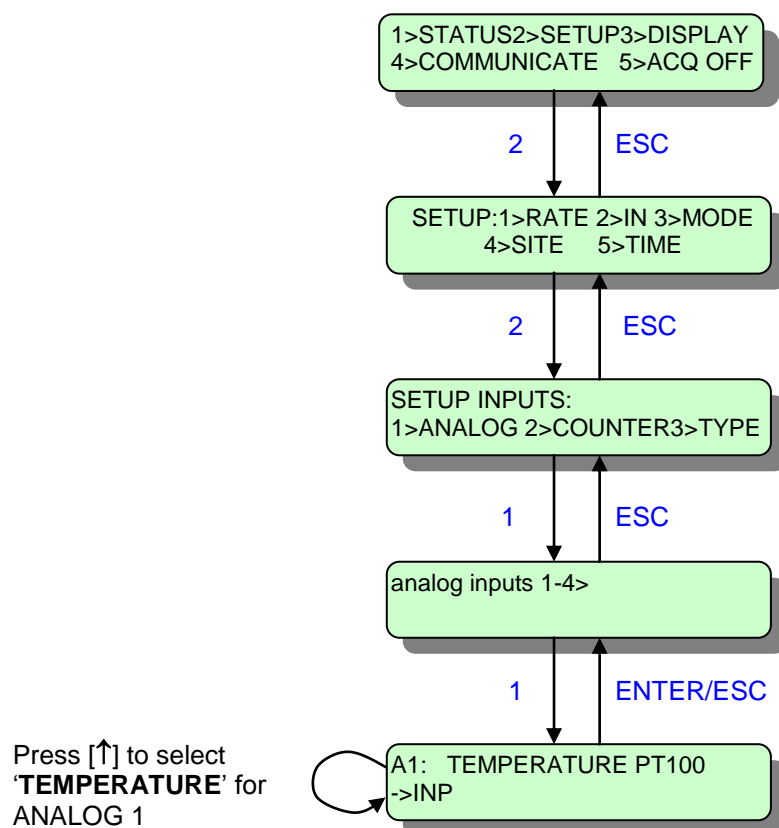 1>STATUS2>SETUP3>DISPLAY
4>COMMUNICATE 5>ACQ OFF
2 ESC
SETUP:1>RATE 2>IN 3>MODE
4>SITE 5>TIME
2 ESC
SETUP INPUTS:
1>ANALOG 2>COUNTER3>TYPE
1 ESC
analog inputs 1-4>
1 ENTER/ESC
Press [↑] to select
‘TEMPERATURE’ for
ANALOG 1
A1: TEMPERATURE PT100
->INP